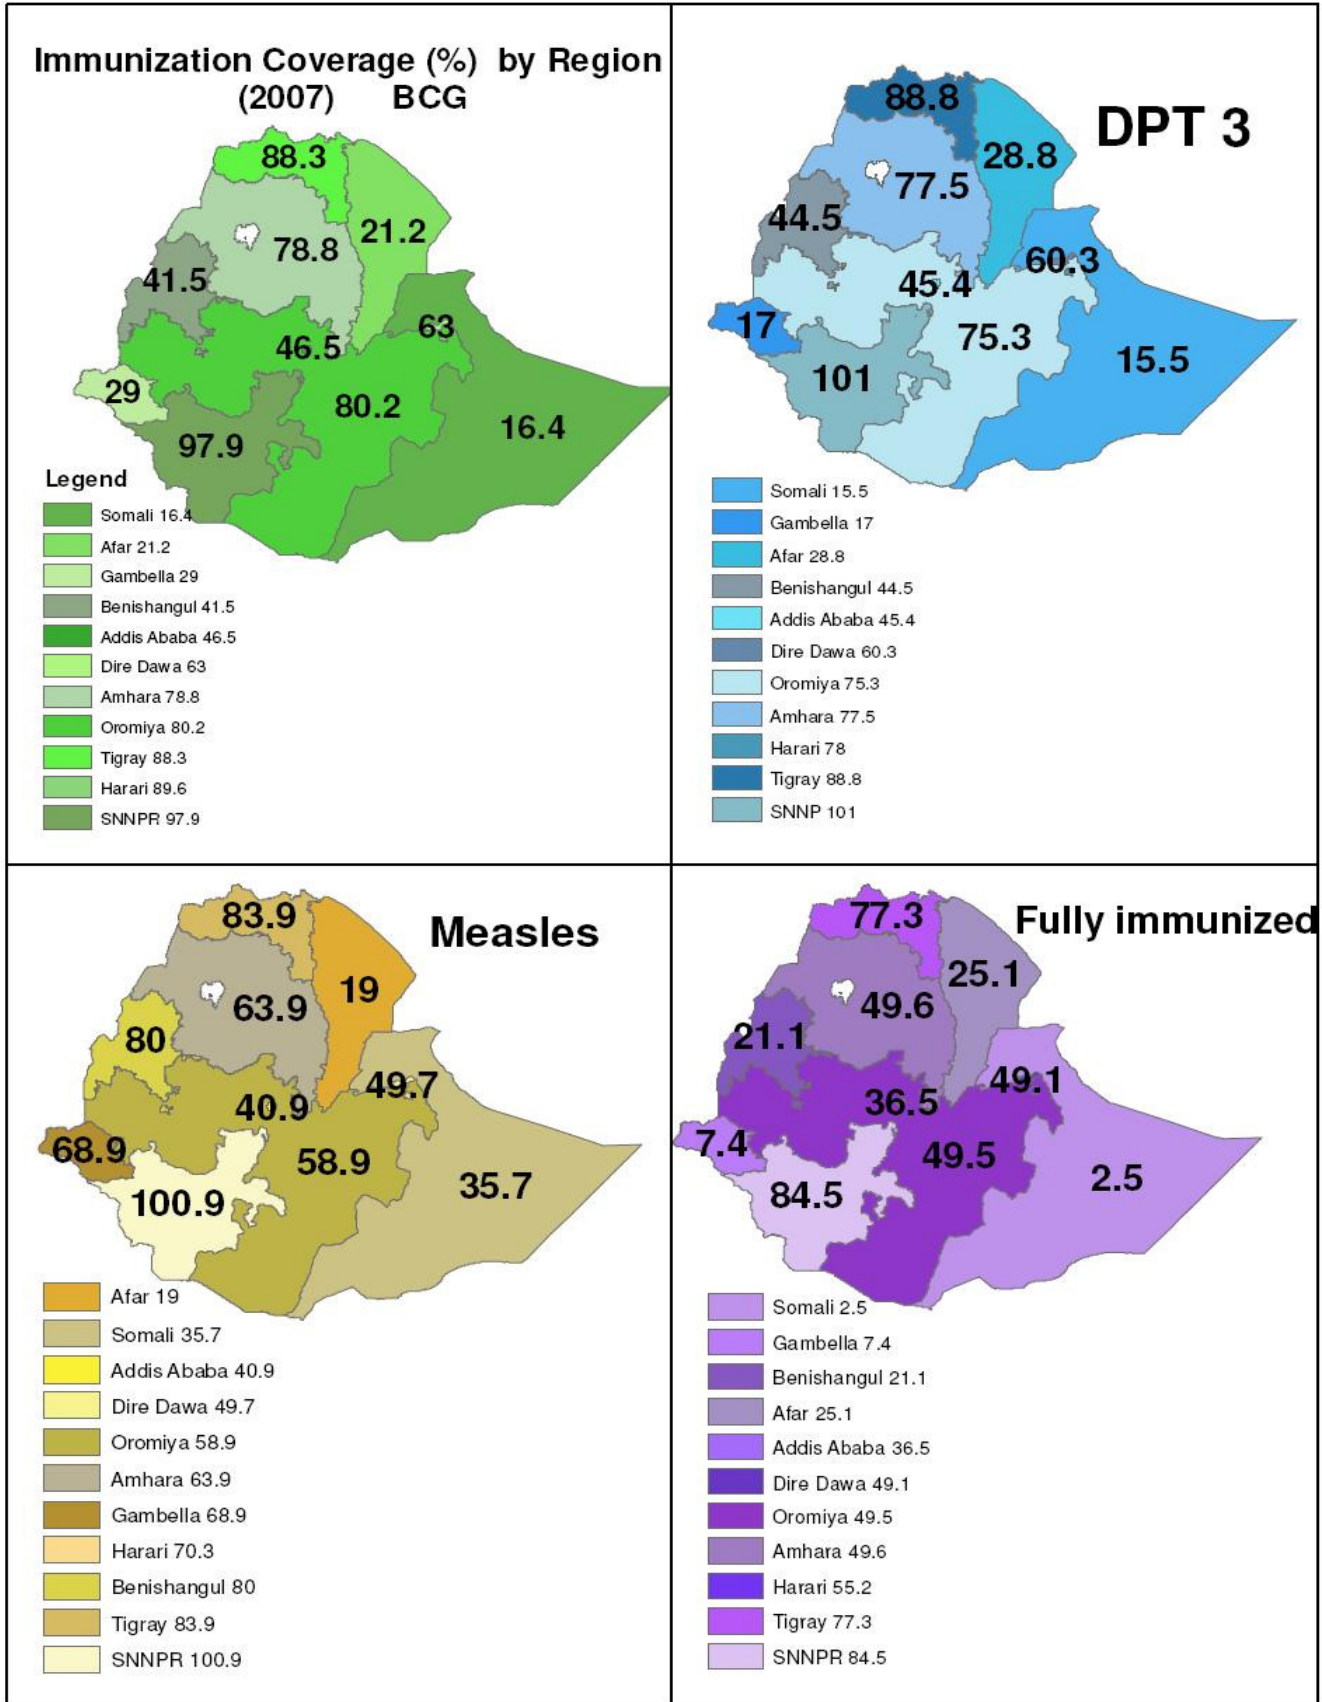 Immunization Coverage (%) by Region
(2007) BCG
88.3
21.2
78.8
41.5
63
46.5
29
80.2
97.9
16.4
Legend
Somali 16.4
Afar 21.2
Gambella 29
Benishangul 41.5
Addis Ababa 46.5
Dire Dawa 63
Amhara 78.8
Oromiya 80.2
Tigray 88.3
Harari 89.6
SNNPR 97.9
DPT 3
88.8
28.8
77.5
44.5
60.3
45.4
17
75.3
15.5
101
Somali 15.5
Gambella 17
Afar 28.8
Benishangul 44.5
Addis Ababa 45.4
Dire Dawa 60.3
Oromiya 75.3
Amhara 77.5
Harari 78
Tigray 88.8
SNNP 101
Measles
83.9
19
63.9
80
49.7
40.9
68.9
58.9
35.7
100.9
Afar 19
Somali 35.7
Addis Ababa 40.9
Dire Dawa 49.7
Oromiya 58.9
Amhara 63.9
Gambella 68.9
Harari 70.3
Benishangul 80
Tigray 83.9
SNNPR 100.9
Fully immunized
77.3
25.1
49.6
21.1
49.1
36.5
7.4
49.5
2.5
84.5
Somali 2.5
Gambella 7.4
Benishangul 21.1
Afar 25.1
Addis Ababa 36.5
Dire Dawa 49.1
Oromiya 49.5
Amhara 49.6
Harari 55.2
Tigray 77.3
SNNPR 84.5